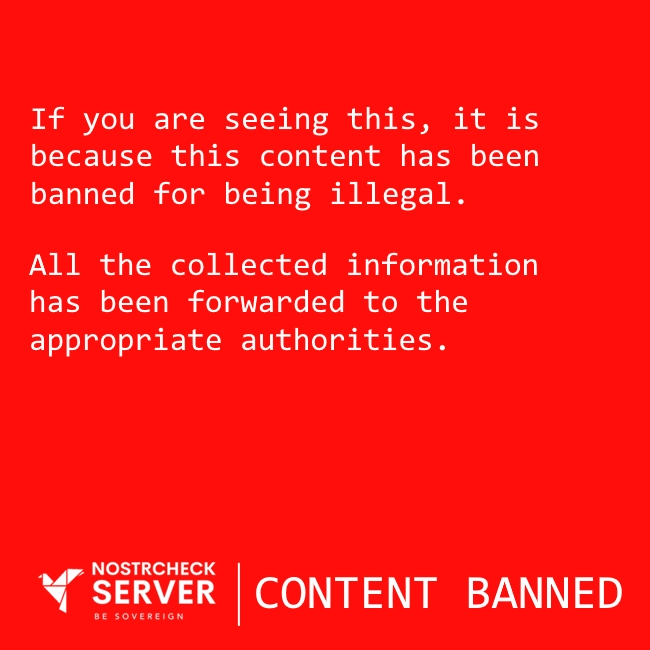 If you are seeing this, it is
because this content has been
banned for being illegal.
All the collected information
has been forwarded to the
appropriate authorities.
NOSTRCHECK
SERVER
BE SOVEREIGN
CONTENT BANNED